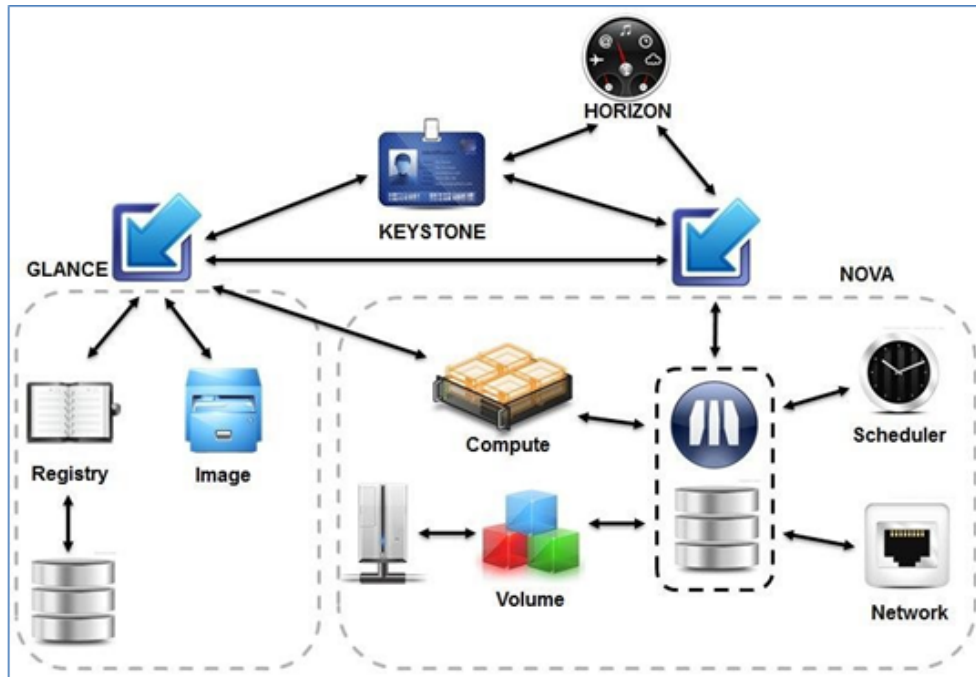 HORIZON
KEYSTONE
GLANCE
NOVA
Compute
Scheduler
Registry
Image
Volume
Network